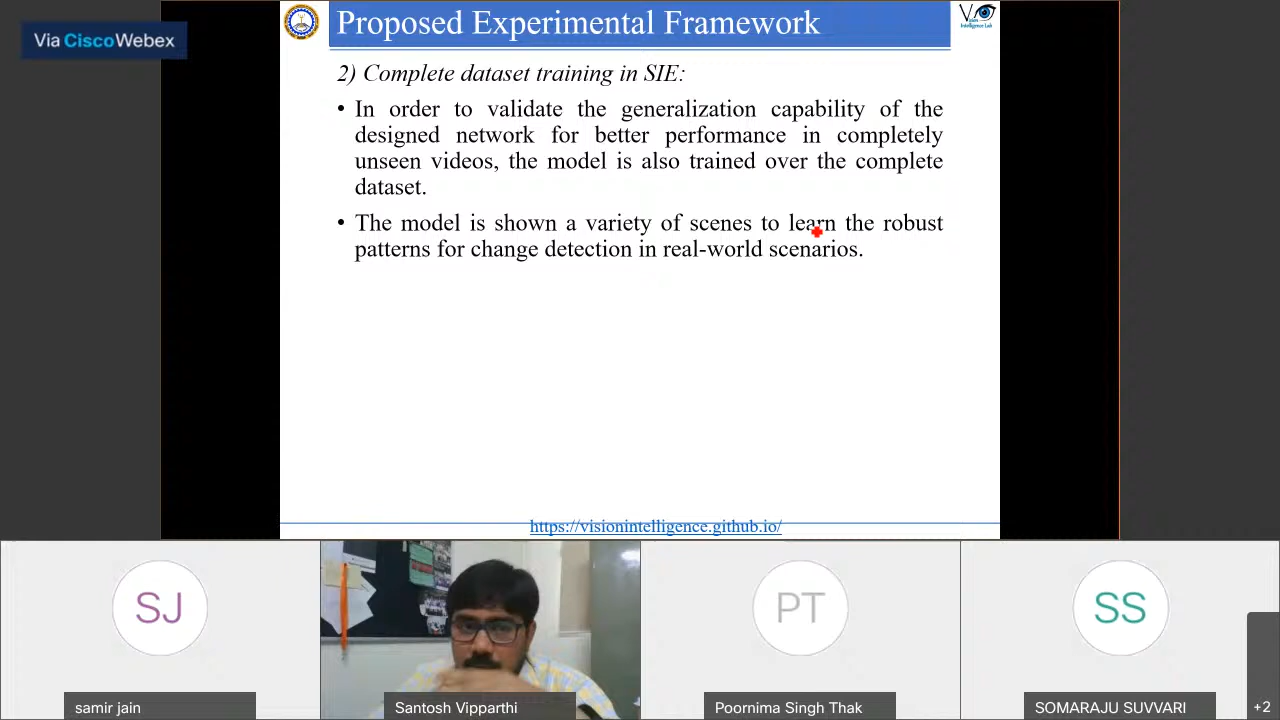 Via CiscoWebex
Proposed Experimental Framework
Vision
Intelligence Lab
2) Complete dataset training in SIE:
• In order to validate the generalization capability of the
designed network for better performance in completely
unseen videos, the model is also trained over the complete
dataset.
• The model is shown a variety of scenes to learn the robust
patterns for change detection in real-world scenarios.
https://visionintelligence.github.io/
SJ
PT
SS
samir jain
Santosh Vipparthi
Poornima Singh Thak
SOMARAJU SUVVARI
+2